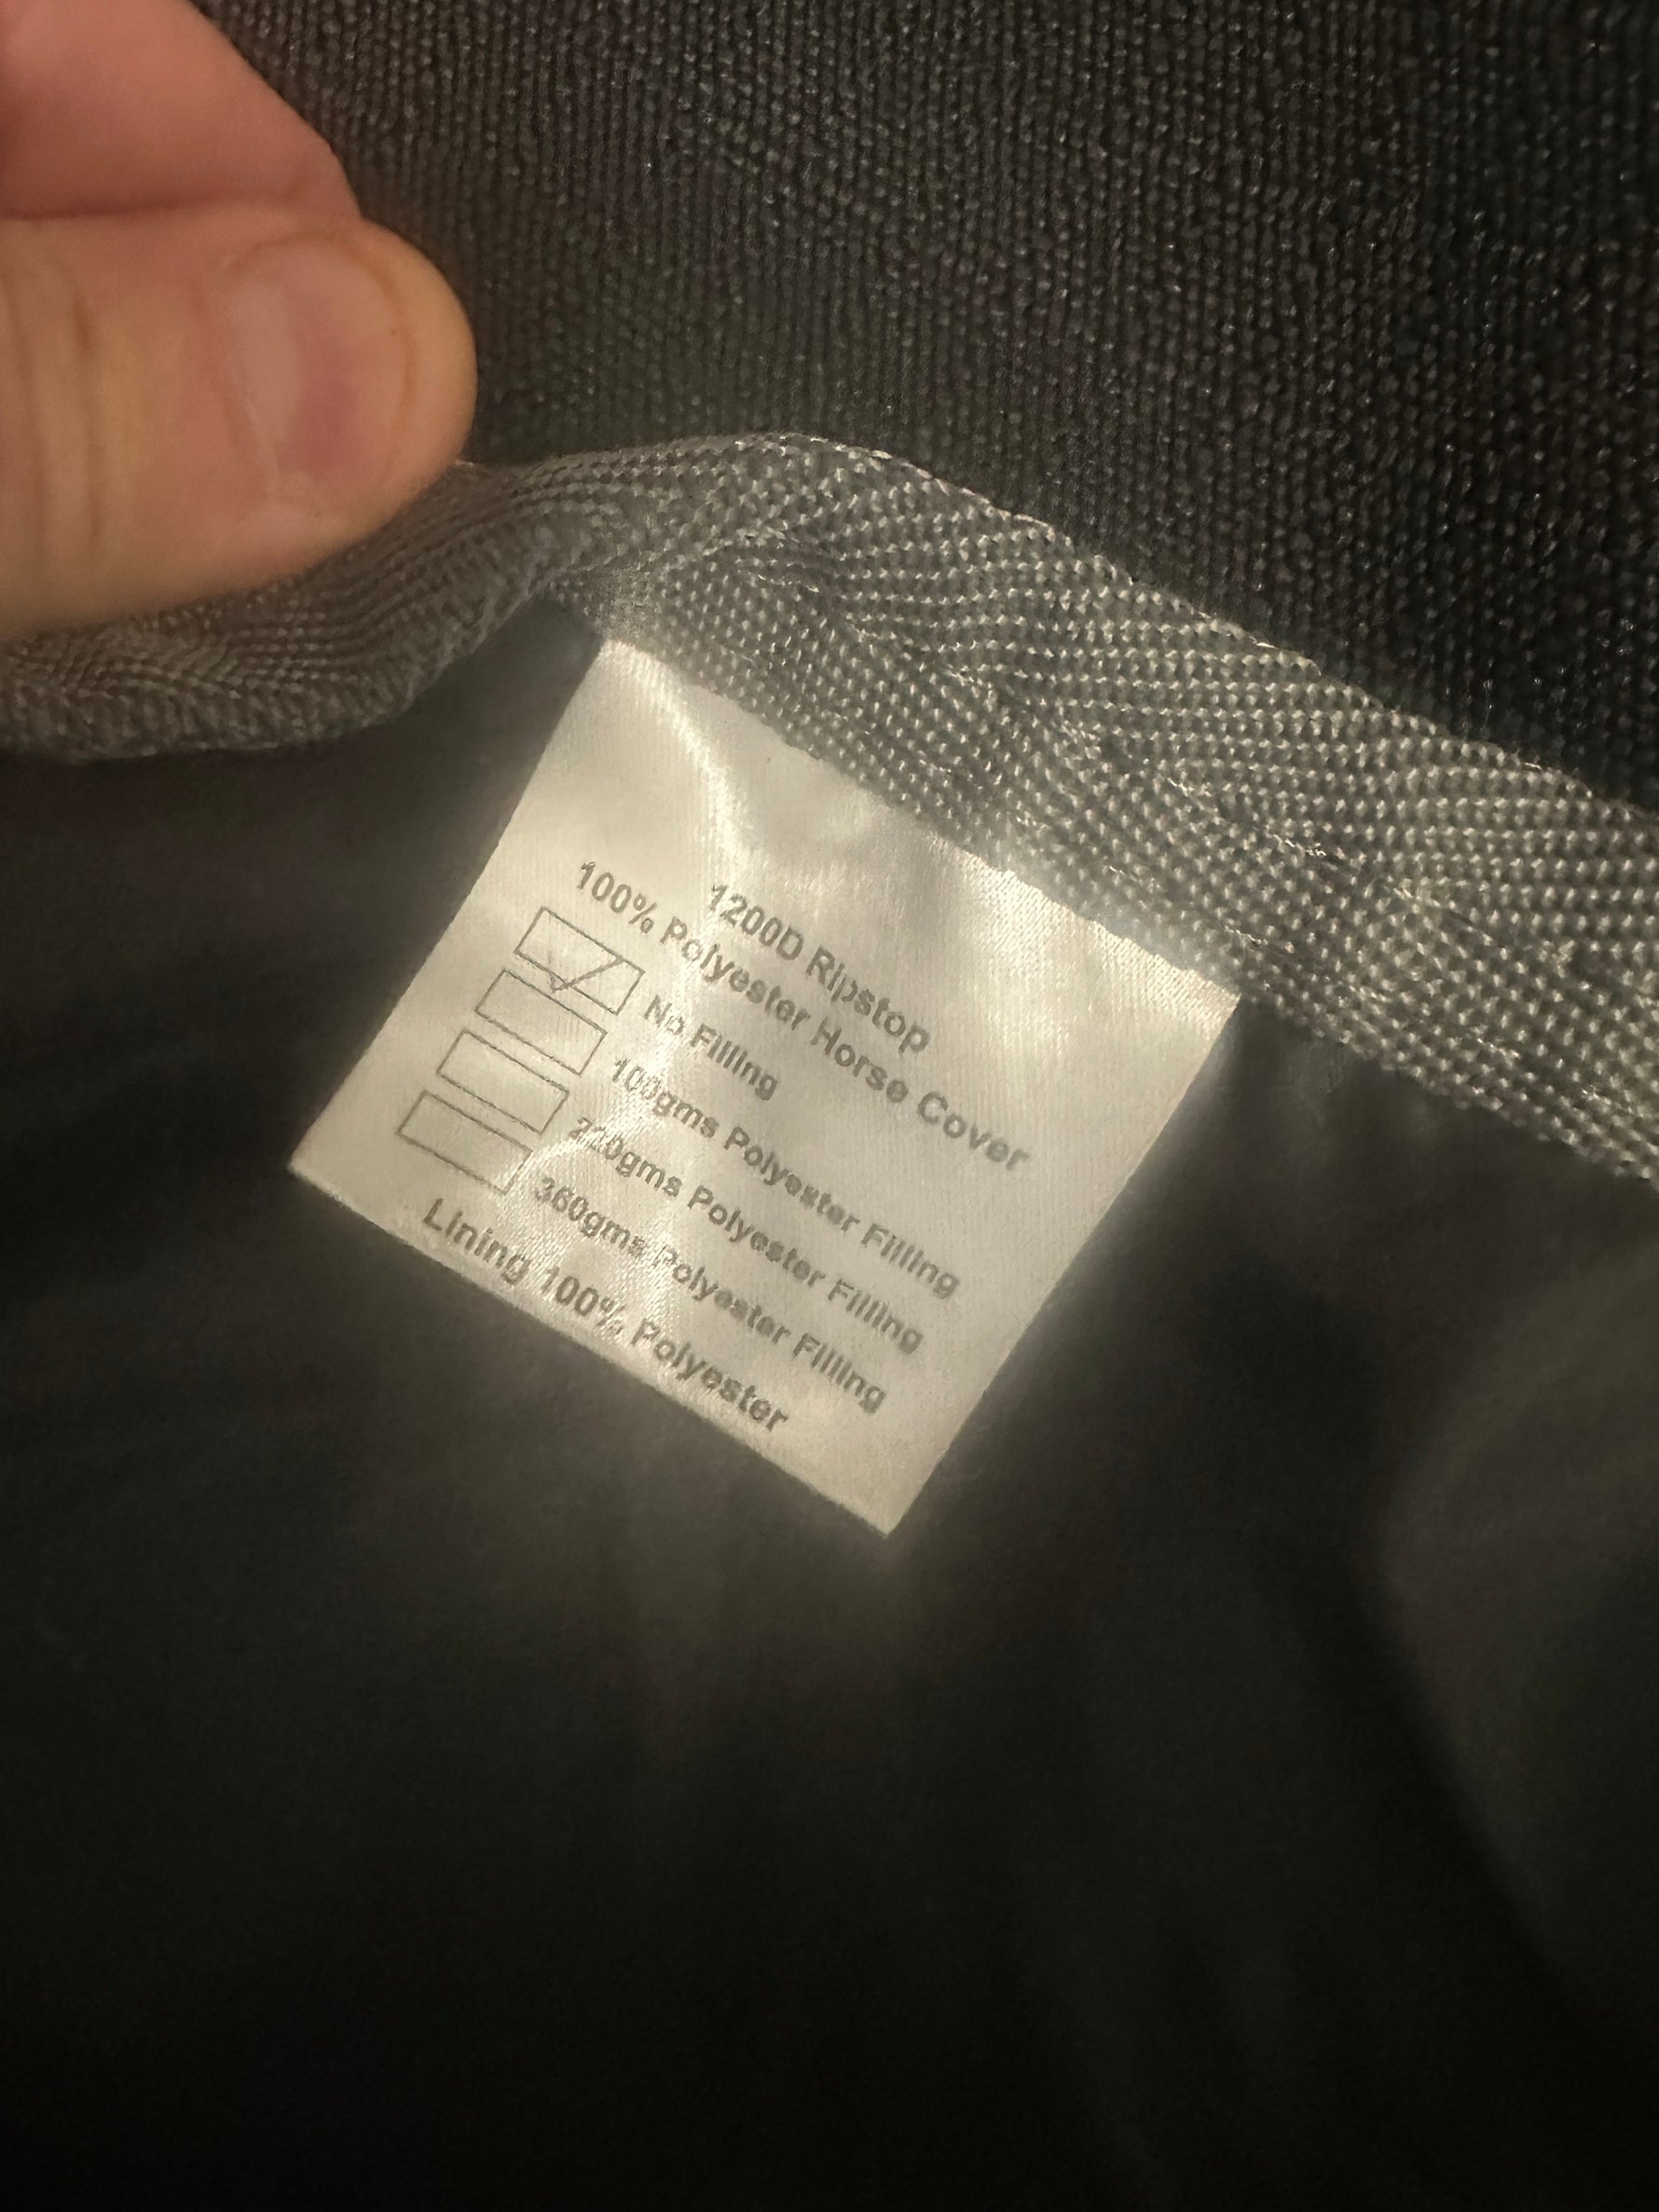 1200D Ripstop
100% Polyester Horse Cover
No Filling
100gms Polyester Filling
220gms Polyester Filling
360gms Polyester Filling
Lining 100% Polyester